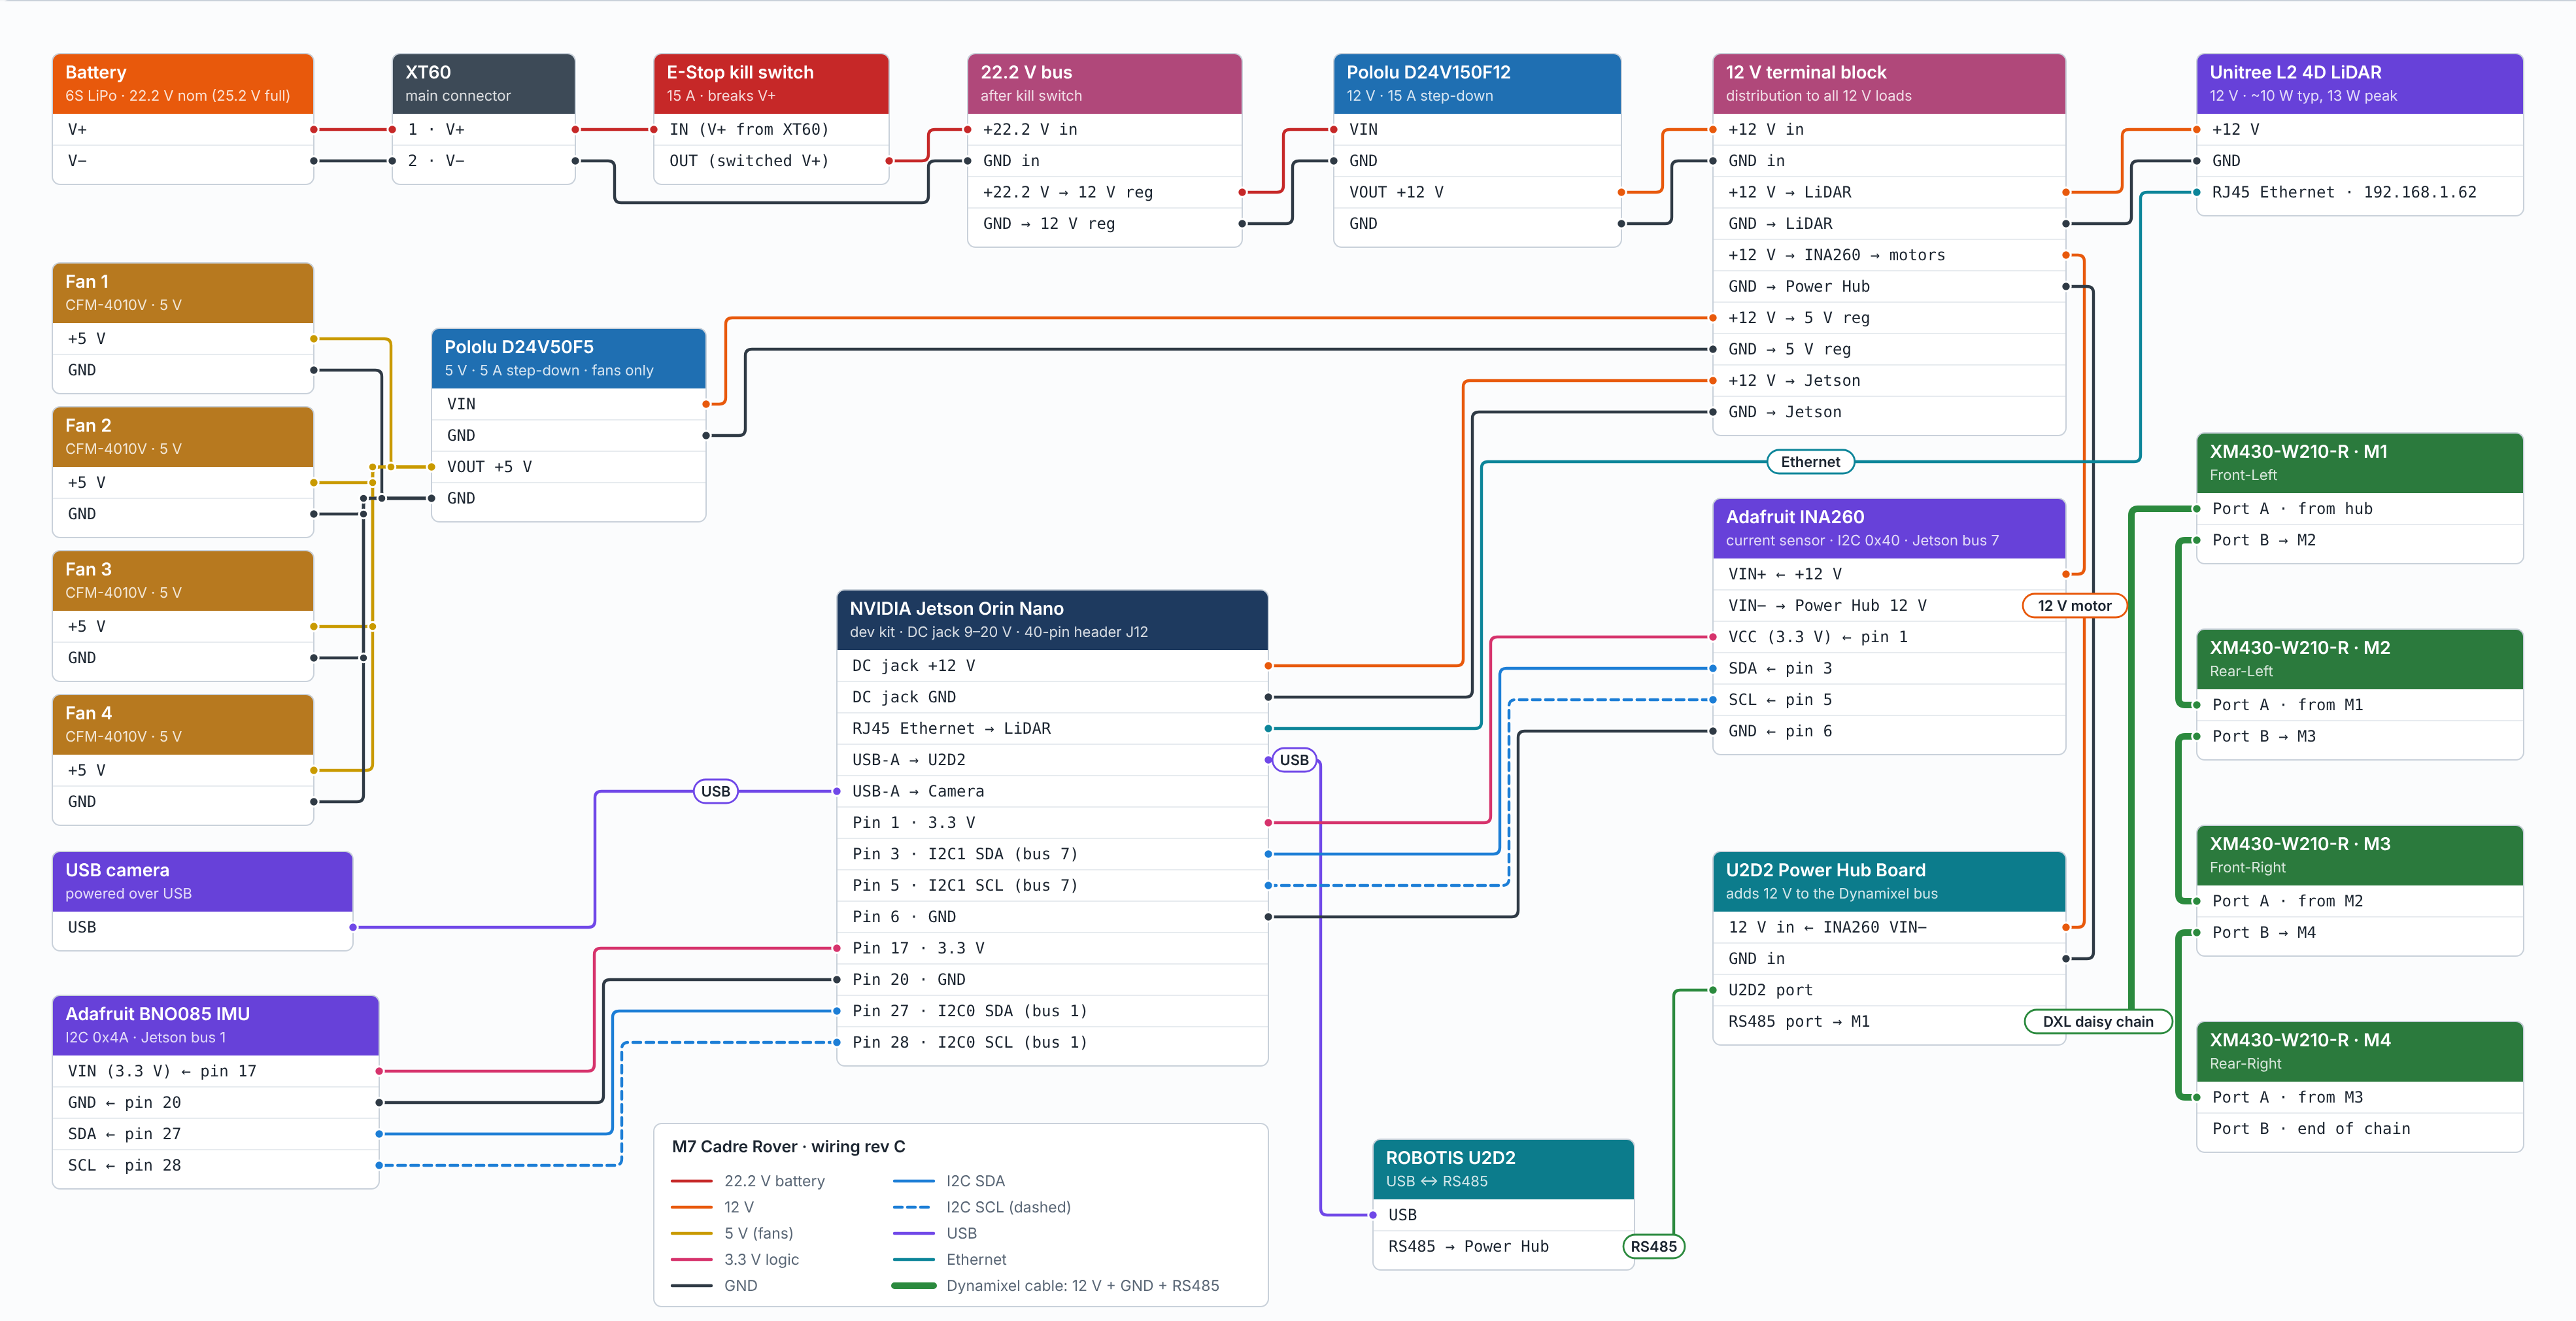 Battery
6S LiPo · 22.2 V nom (25.2 V full)
V+
V−
XT60
main connector
1 · V+
2 · V−
E-Stop kill switch
15 A · breaks V+
IN (V+ from XT60)
OUT (switched V+)
22.2 V bus
after kill switch
+22.2 V in
GND in
+22.2 V → 12 V reg
GND → 12 V reg
Pololu D24V150F12
12 V · 15 A step-down
VIN
GND
VOUT +12 V
GND
12 V terminal block
distribution to all 12 V loads
+12 V in
GND in
+12 V → LiDAR
GND → LiDAR
+12 V → INA260 → motors
GND → Power Hub
+12 V → 5 V reg
GND → 5 V reg
+12 V → Jetson
GND → Jetson
Unitree L2 4D LiDAR
12 V · ~10 W typ, 13 W peak
+12 V
GND
RJ45 Ethernet · 192.168.1.62
Fan 1
CFM-4010V · 5 V
+5 V
GND
Fan 2
CFM-4010V · 5 V
+5 V
GND
Fan 3
CFM-4010V · 5 V
+5 V
GND
Fan 4
CFM-4010V · 5 V
+5 V
GND
Pololu D24V50F5
5 V · 5 A step-down · fans only
VIN
GND
VOUT +5 V
GND
Ethernet
Adafruit INA260
current sensor · I2C 0x40 · Jetson bus 7
VIN+ ← +12 V
VIN− → Power Hub 12 V
VCC (3.3 V) ← pin 1
SDA ← pin 3
SCL ← pin 5
GND ← pin 6
12 V motor
XM430-W210-R · M1
Front-Left
Port A · from hub
Port B → M2
XM430-W210-R · M2
Rear-Left
Port A · from M1
Port B → M3
XM430-W210-R · M3
Front-Right
Port A · from M2
Port B → M4
XM430-W210-R · M4
Rear-Right
Port A · from M3
Port B · end of chain
NVIDIA Jetson Orin Nano
dev kit · DC jack 9–20 V · 40-pin header J12
DC jack +12 V
DC jack GND
RJ45 Ethernet → LiDAR
USB-A → U2D2
USB-A → Camera
Pin 1 · 3.3 V
Pin 3 · I2C1 SDA (bus 7)
Pin 5 · I2C1 SCL (bus 7)
Pin 6 · GND
Pin 17 · 3.3 V
Pin 20 · GND
Pin 27 · I2C0 SDA (bus 1)
Pin 28 · I2C0 SCL (bus 1)
USB
USB
USB camera
powered over USB
USB
Adafruit BNO085 IMU
I2C 0x4A · Jetson bus 1
VIN (3.3 V) ← pin 17
GND ← pin 20
SDA ← pin 27
SCL ← pin 28
U2D2 Power Hub Board
adds 12 V to the Dynamixel bus
12 V in ← INA260 VIN−
GND in
U2D2 port
RS485 port → M1
DXL daisy chain
ROBOTIS U2D2
USB ↔ RS485
USB
RS485 → Power Hub
RS485
M7 Cadre Rover · wiring rev C
22.2 V battery
12 V
5 V (fans)
3.3 V logic
GND
I2C SDA
I2C SCL (dashed)
USB
Ethernet
Dynamixel cable: 12 V + GND + RS485